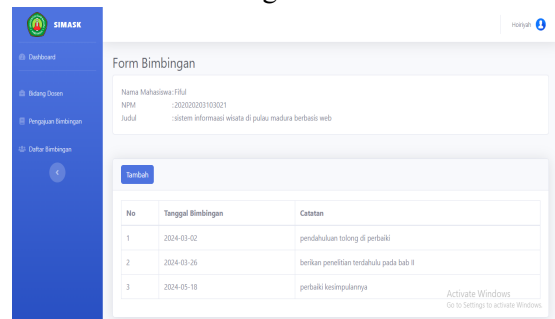 SIMASK
Hoiriyah
Dashboard
Form Bimbingan
Nama Mahasiswa: Fiful
NPM : 202020203103021
Judul : sistem informaasi wisata di pulau madura berbasis web
Bidang Dosen
Pengajuan Bimbingan
Daftar Bimbingan
Tambah
No Tanggal Bimbingan Catatan
1 2024-03-02 pendahuluan tolong di perbaiki
2 2024-03-26 berikan penelitian terdahulu pada bab II
3 2024-05-18 perbaiki kesimpulannya
Activate Windows
Go to Settings to activate Windows.